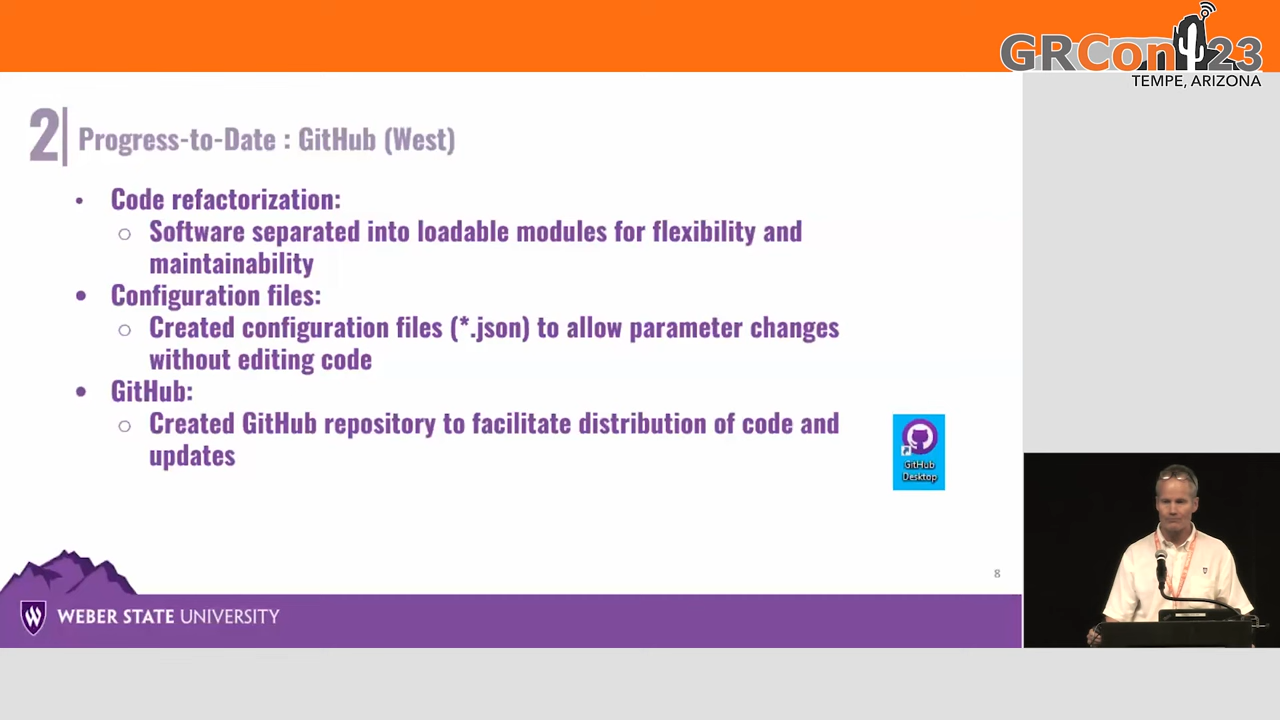 GRCon 23
TEMPE, ARIZONA
2
Progress-to-Date : GitHub (West)
• Code refactorization:
○ Software separated into loadable modules for flexibility and
maintainability
• Configuration files:
○ Created configuration files (*.json) to allow parameter changes
without editing code
• GitHub:
○ Created GitHub repository to facilitate distribution of code and
updates
GitHub
Desktop
8
W WEBER STATE UNIVERSITY